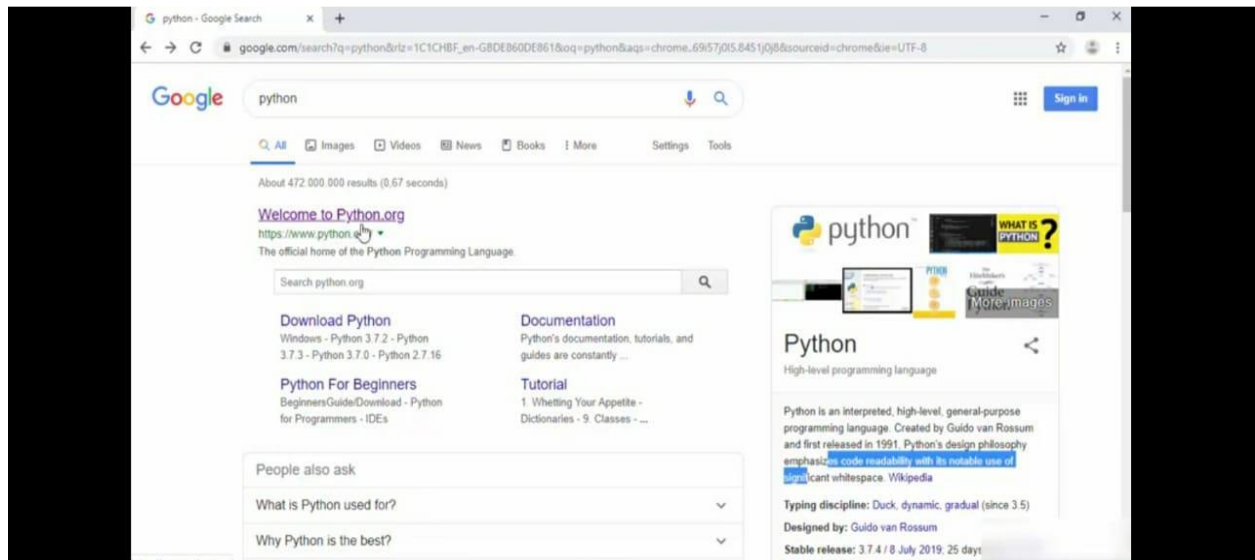 python - Google Search
google.com/search?q=python&rlz=1C1CHBF_en-GBDE860DE861&oq=python&aqs=chrome..69i57j0l5.8451j0j8&sourceid=chrome&ie=UTF-8
Google
python
Sign in
All Images Videos News Books More Settings Tools
About 472.000.000 results (0,67 seconds)
Welcome to Python.org
https://www.python.
The official home of the Python Programming Language.
Search python.org
Download Python
Windows - Python 3.7.2 - Python
3.7.3 - Python 3.7.0 - Python 2.7.16
Documentation
Python's documentation, tutorials, and
guides are constantly ...
Python For Beginners
BeginnersGuide/Download - Python
for Programmers - IDEs
Tutorial
1. Whetting Your Appetite -
Dictionaries - 9. Classes - ...
People also ask
What is Python used for?
Why Python is the best?
python™
WHAT IS
PYTHON ?
PYTHON
The
Hitchhiker's
Guide
Python
More images
Python
High-level programming language
Python is an interpreted, high-level, general-purpose
programming language. Created by Guido van Rossum
and first released in 1991, Python's design philosophy
emphasizes code readability with its notable use of
significant whitespace. Wikipedia
Typing discipline: Duck, dynamic, gradual (since 3.5)
Designed by: Guido van Rossum
Stable release: 3.7.4 / 8 July 2019; 25 days